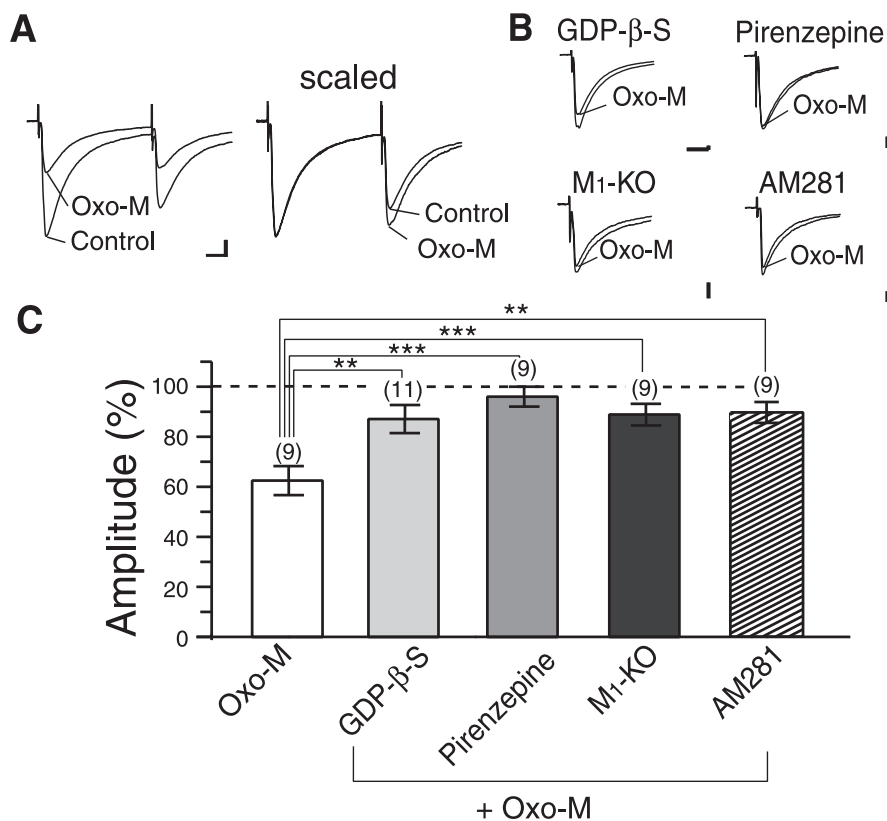 A
scaled
Oxo-M
Control
Control
Oxo-M
B
GDP-β-S
Oxo-M
Pirenzepine
Oxo-M
M1-KO
Oxo-M
AM281
Oxo-M
C
**
***
***
**
(9)
(11)
(9)
(9)
(9)
Amplitude (%)
100
80
60
40
20
0
Oxo-M
GDP-β-S
Pirenzepine
M1-KO
AM281
+ Oxo-M